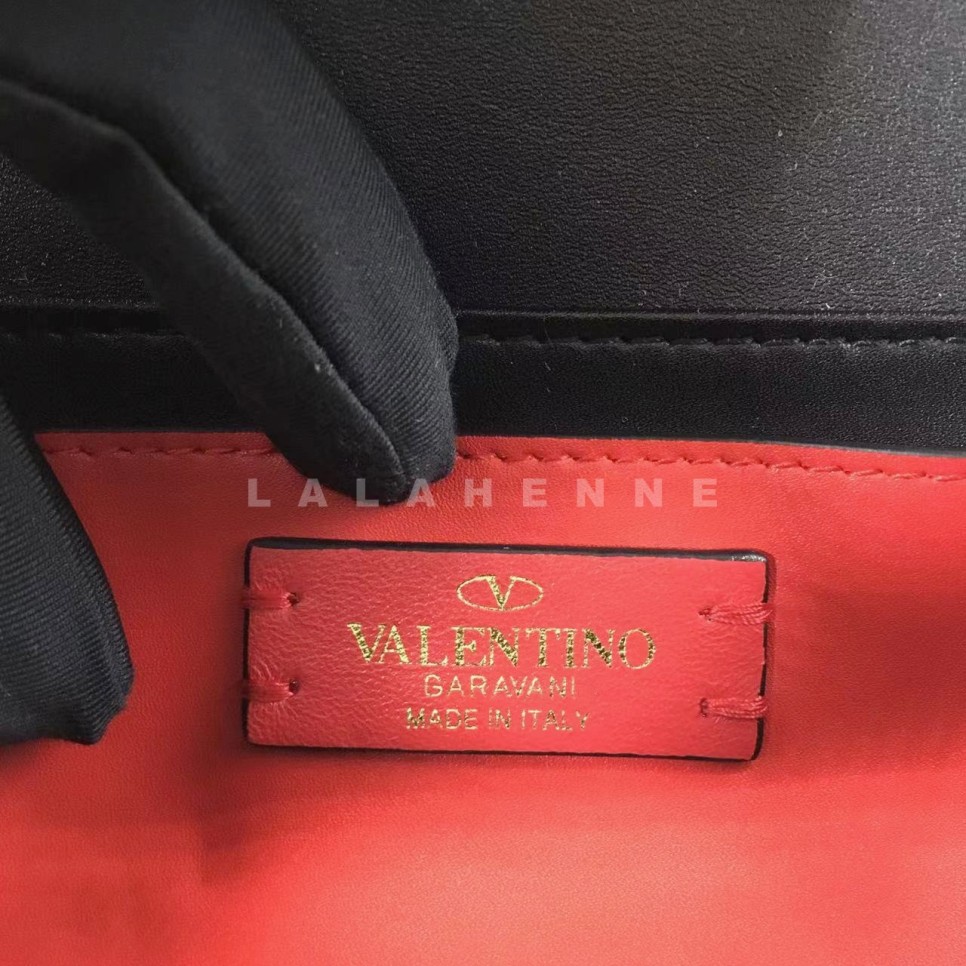 LALAHENNE
V
VALENTINO
GARAVANI
MADE IN ITALY